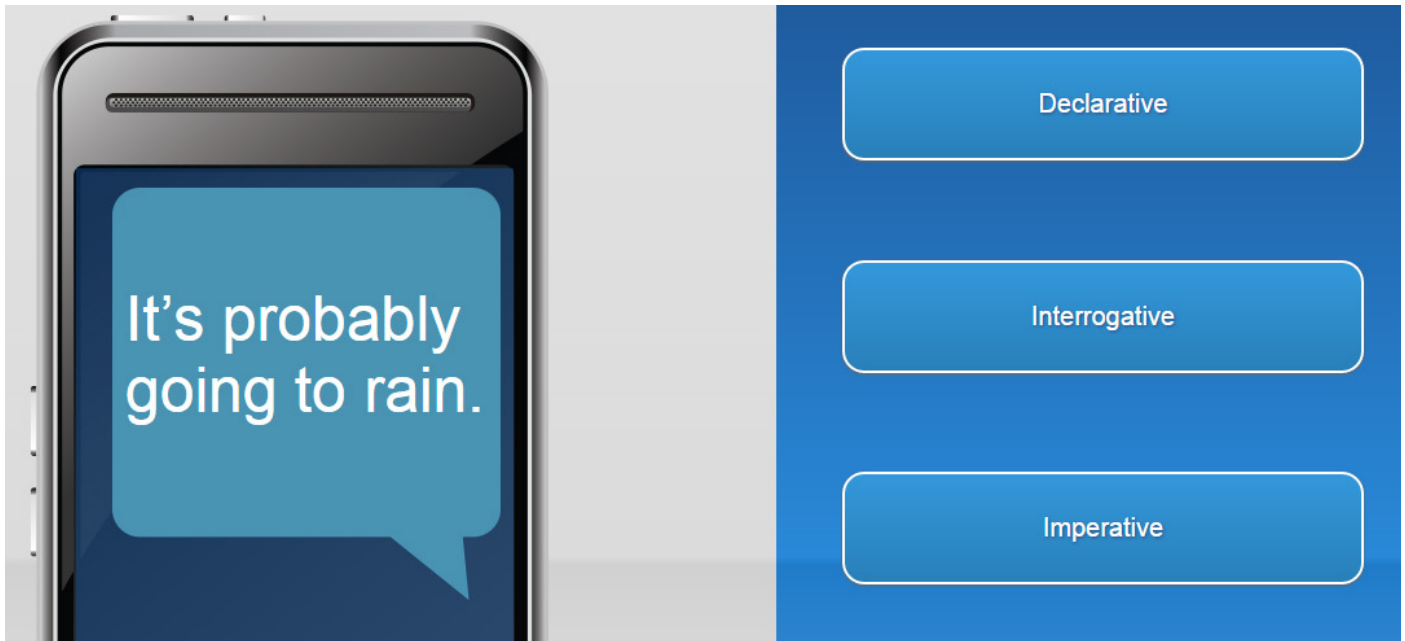 It’s probably
going to rain.
Declarative
Interrogative
Imperative